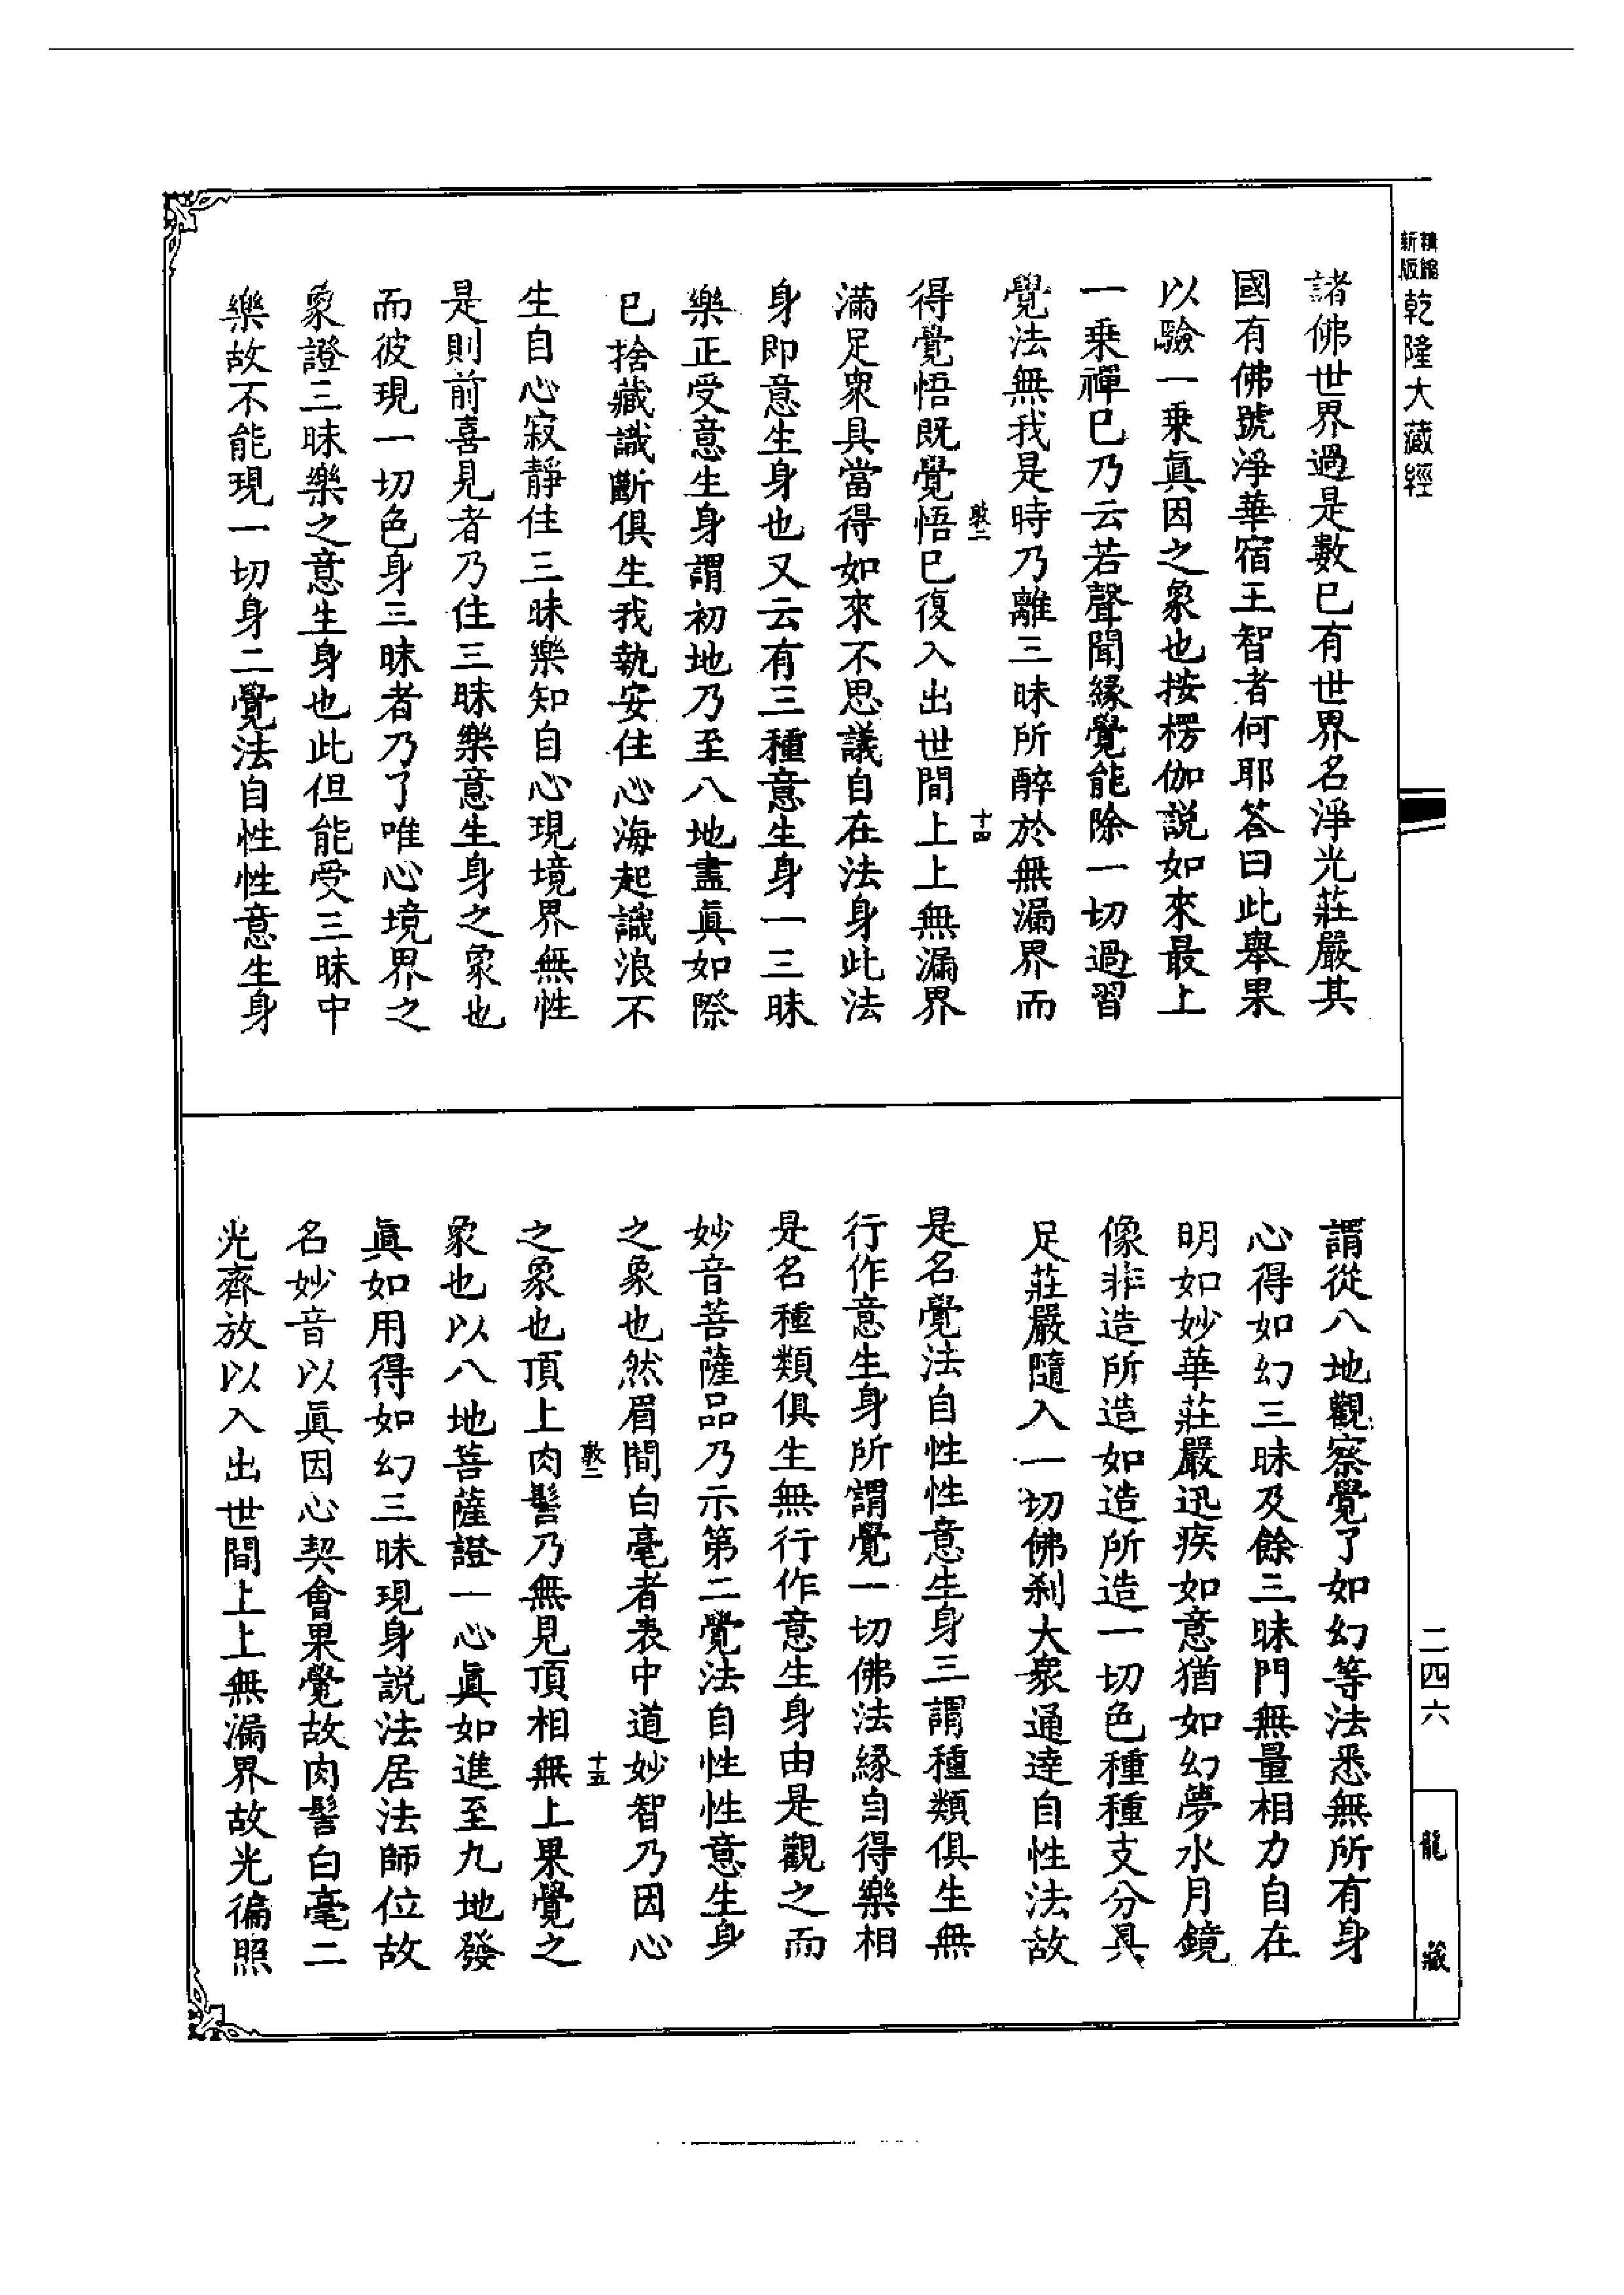 精縮
新版
乾隆大藏經
諸佛世界過是數已有世界名淨光莊嚴其
國有佛號淨華宿王智者何耶答曰此舉果
以驗一乗眞因之象也按楞伽説如來最上
一乗禪已乃云若聲聞縁覺能除一切過習
覺法無我是時乃離三昧所醉於無漏界而
敦二
十四
得覺悟既覺悟已復入出世間上上無漏界
滿足衆具當得如來不思議自在法身此法
身即意生身也又云有三種意生身一三昧
樂正受意生身謂初地乃至八地盡眞如際
已捨藏識斷俱生我執安住心海起識浪不
生自心寂靜住三昧樂知自心現境界無性
是則前喜見者乃住三昧樂意生身之象也
而彼現一切色身三昧者乃了唯心境界之
象證三昧樂之意生身也此但能受三昧中
樂故不能現一切身二覺法自性性意生身
謂從八地觀察覺了如幻等法悉無所有身
心得如幻三昧及餘三昧門無量相力自在
明如妙華莊嚴迅疾如意猶如幻夢水月鏡
像非造所造如造所造一切色種種支分具
足莊嚴隨入一切佛剎大衆通達自性法故
是名覺法自性性意生身三謂種類俱生無
行作意生身所謂覺一切佛法縁自得樂相
是名種類俱生無行作意生身由是觀之而
妙音菩薩品乃示第二覺法自性性意生身
之象也然眉間白毫者表中道妙智乃因心
敦二
十五
之象也頂上肉髻乃無見頂相無上果覺之
象也以八地菩薩證一心眞如進至九地發
眞如用得如幻三昧現身説法居法師位故
名妙音以眞因心契會果覺故肉髻白毫二
光齊放以入出世間上上無漏界故光徧照
二四六
龍藏